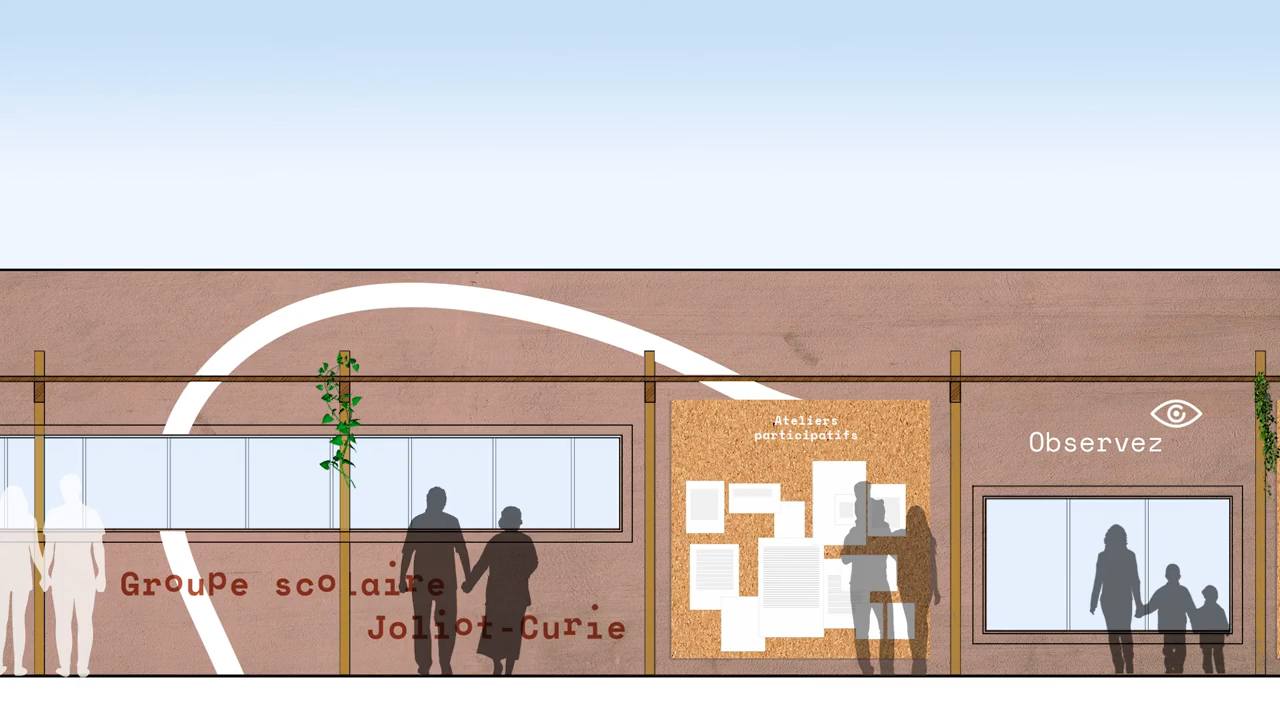 Groupe scolaire
Joliot-Curie
Ateliers
participatifs
Observez